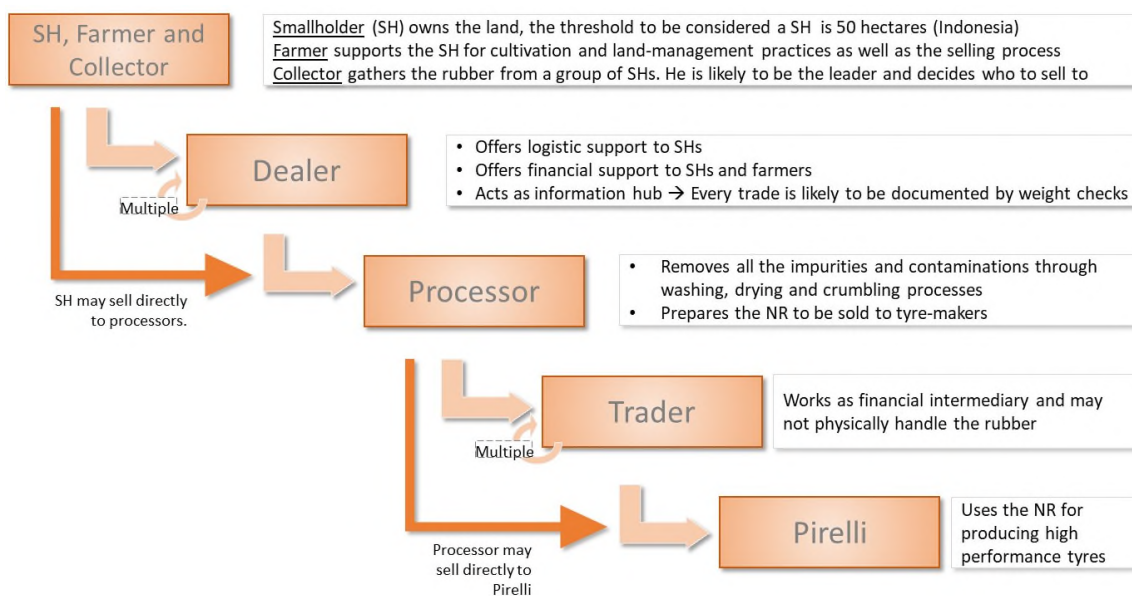 SH, Farmer and
Collector
Smallholder (SH) owns the land, the threshold to be considered a SH is 50 hectares (Indonesia)
Farmer supports the SH for cultivation and land-management practices as well as the selling process
Collector gathers the rubber from a group of SHs. He is likely to be the leader and decides who to sell to
Dealer
Multiple
• Offers logistic support to SHs
• Offers financial support to SHs and farmers
• Acts as information hub → Every trade is likely to be documented by weight checks
SH may sell directly
to processors.
Processor
• Removes all the impurities and contaminations through
washing, drying and crumbling processes
• Prepares the NR to be sold to tyre-makers
Trader
Multiple
Works as financial intermediary and may
not physically handle the rubber
Processor may
sell directly to
Pirelli
Pirelli
Uses the NR for
producing high
performance tyres